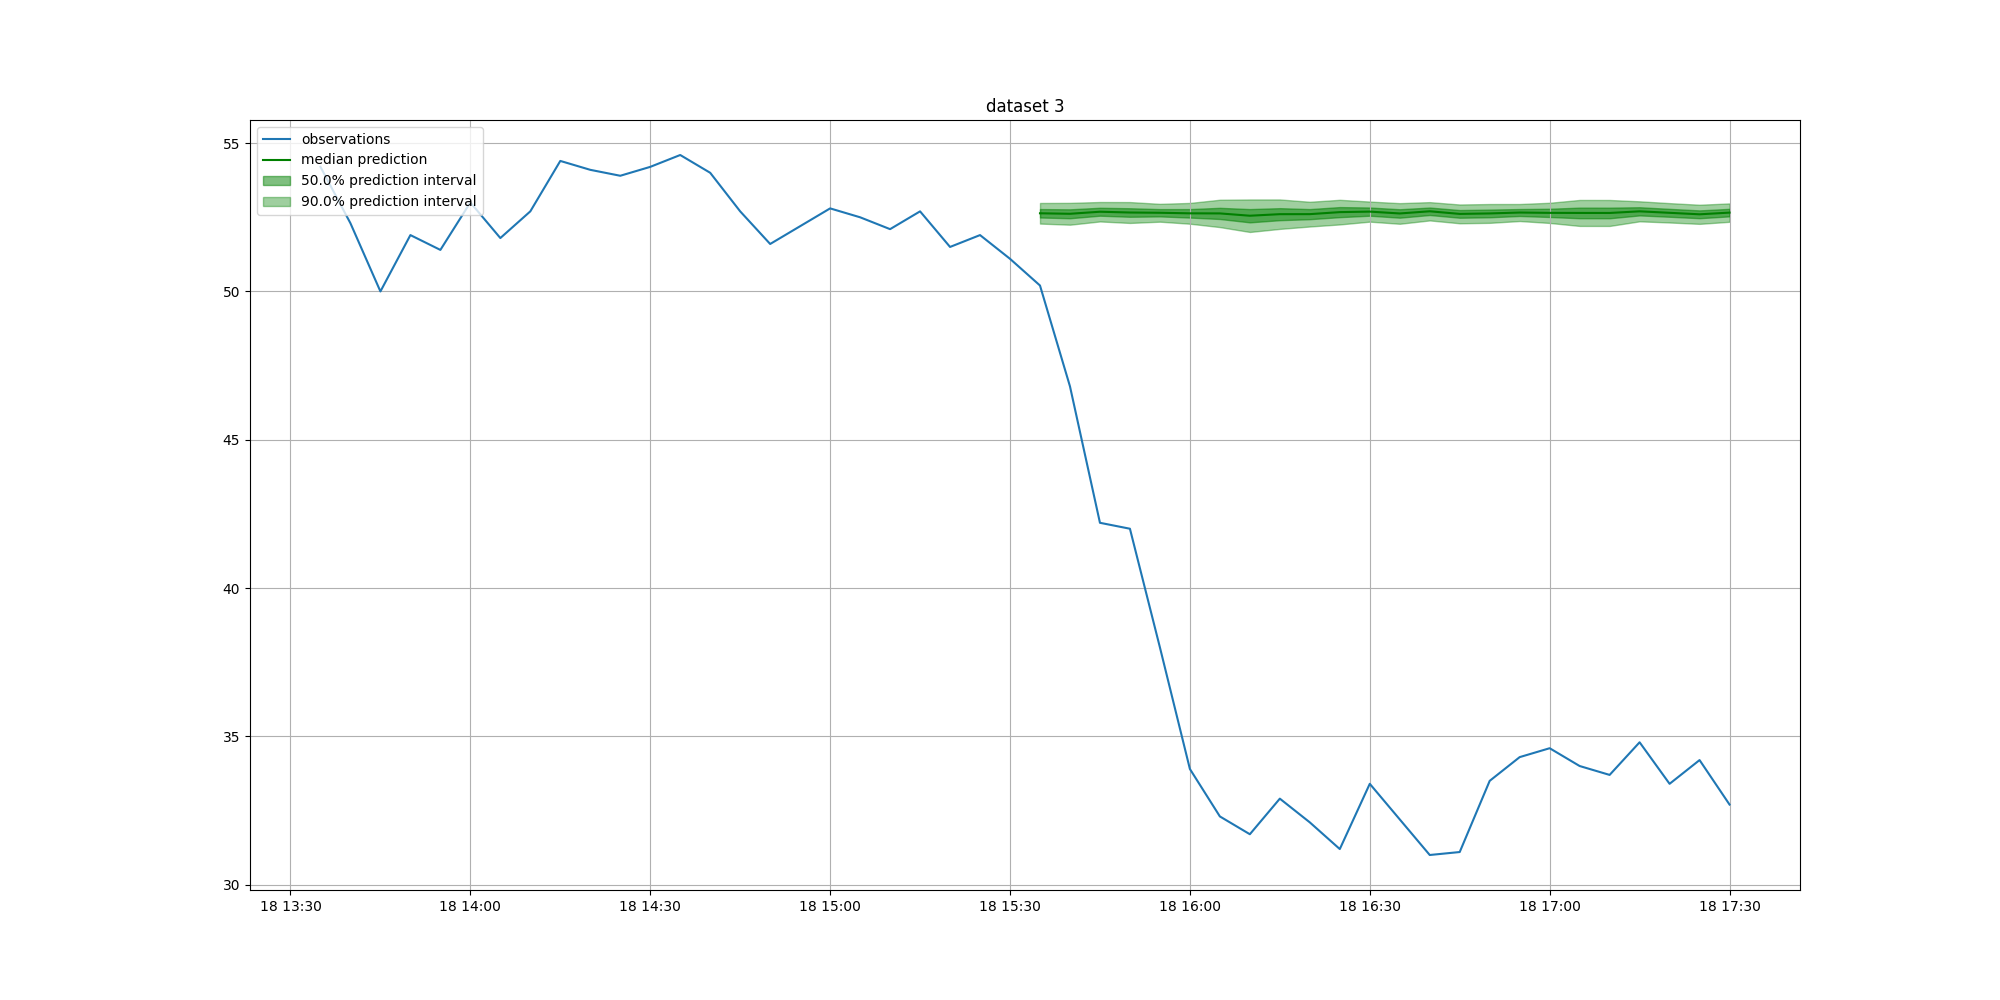 dataset 3
observations
median prediction
50.0% prediction interval
90.0% prediction interval
55
50
45
40
35
30
18 13:30 18 14:00 18 14:30 18 15:00 18 15:30 18 16:00 18 16:30 18 17:00 18 17:30